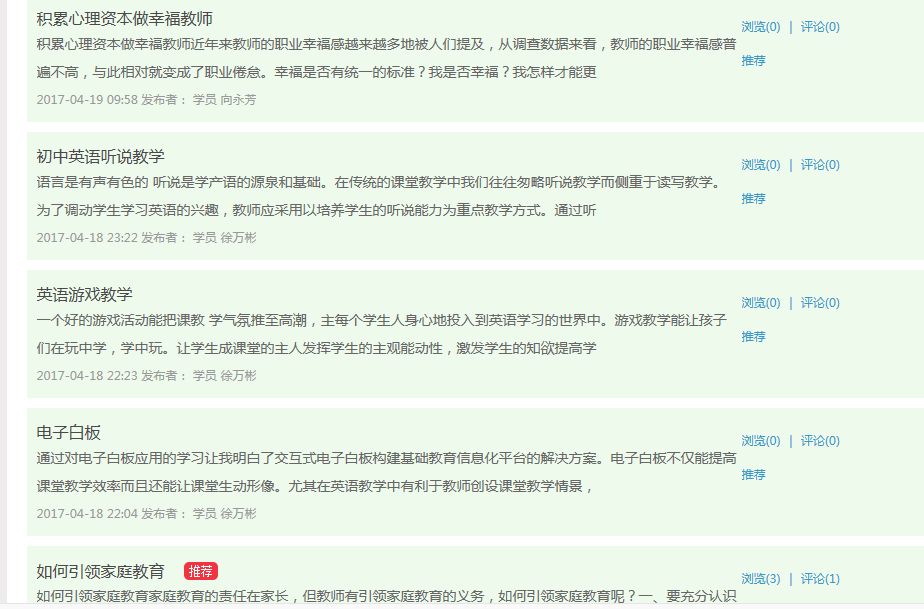 积累心理资本做幸福教师
浏览(0) | 评论(0)
积累心理资本做幸福教师近年来教师的职业幸福感越来越多地被人们提及，从调查数据来看，教师的职业幸福感普
推荐
遍不高，与此相对就变成了职业倦怠。幸福是否有统一的标准？我是否幸福？我怎样才能更
2017-04-19 09:58 发布者： 学员 向永芳
初中英语听说教学
浏览(0) | 评论(0)
语言是有声有色的 听说是学产语的源泉和基础。在传统的课堂教学中我们往往忽略听说教学而侧重于读写教学。
推荐
为了调动学生学习英语的兴趣，教师应采用以培养学生的听说能力为重点教学方式。通过听
2017-04-18 23:22 发布者： 学员 徐万彬
英语游戏教学
浏览(0) | 评论(0)
一个好的游戏活动能把课教 学气氛推至高潮，主每个学生人身心地投入到英语学习的世界中。游戏教学能让孩子
推荐
们在玩中学，学中玩。让学生成课堂的主人发挥学生的主观能动性，激发学生的知欲提高学
2017-04-18 22:23 发布者： 学员 徐万彬
电子白板
浏览(0) | 评论(0)
通过对电子白板应用的学习让我明白了交互式电子白板构建基础教育信息化平台的解决方案。电子白板不仅能提高
推荐
课堂教学效率而且还能让课堂生动形像。尤其在英语教学中有利于教师创设课堂教学情景，
2017-04-18 22:04 发布者： 学员 徐万彬
如何引领家庭教育 推荐
浏览(3) | 评论(1)
如何引领家庭教育家庭教育的责任在家长，但教师有引领家庭教育的义务，如何引领家庭教育呢？一、要充分认识